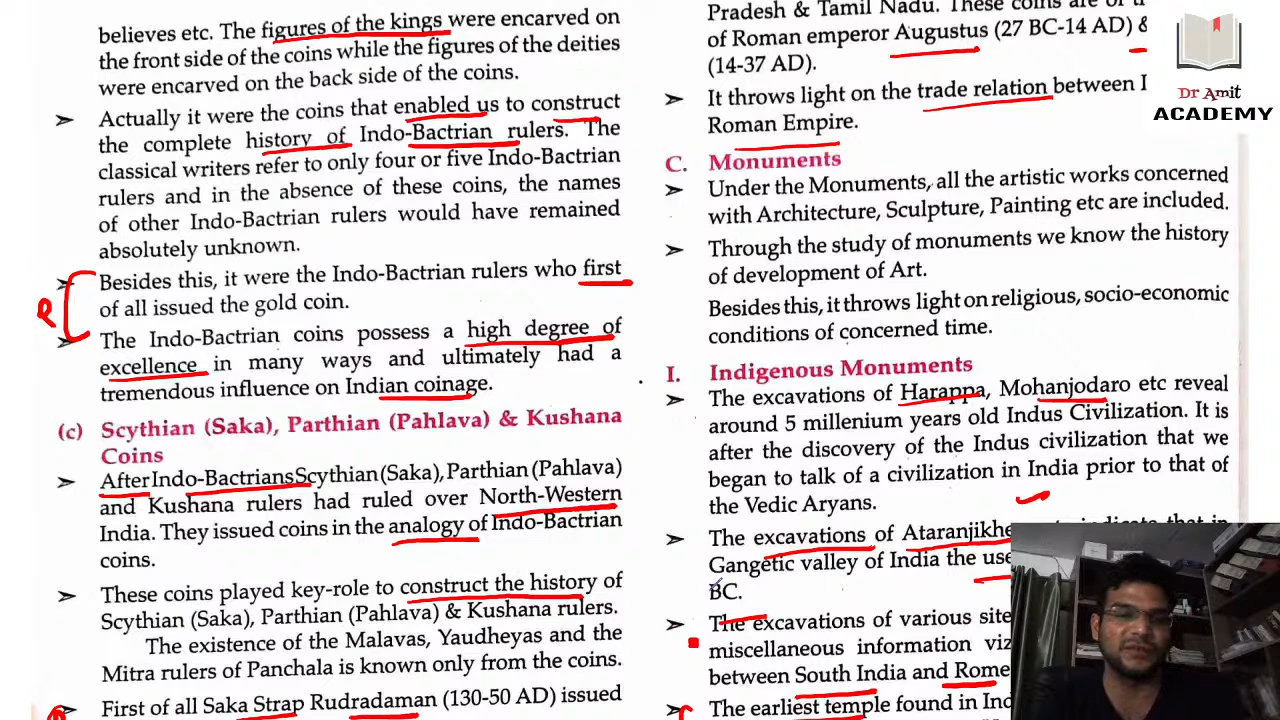 believes etc. The figures of the kings were encarved on
the front side of the coins while the figures of the deities
were encarved on the back side of the coins.
➤ Actually it were the coins that enabled us to construct
the complete history of Indo-Bactrian rulers. The
classical writers refer to only four or five Indo-Bactrian
rulers and in the absence of these coins, the names
of other Indo-Bactrian rulers would have remained
absolutely unknown.
➤ Besides this, it were the Indo-Bactrian rulers who first
of all issued the gold coin.
➤ The Indo-Bactrian coins possess a high degree of
excellence in many ways and ultimately had a
tremendous influence on Indian coinage.
(c) Scythian (Saka), Parthian (Pahlava) & Kushana
Coins
➤ After Indo-Bactrians Scythian (Saka), Parthian (Pahlava)
and Kushana rulers had ruled over North-Western
India. They issued coins in the analogy of Indo-Bactrian
coins.
➤ These coins played key-role to construct the history of
Scythian (Saka), Parthian (Pahlava) & Kushana rulers.
The existence of the Malavas, Yaudheyas and the
Mitra rulers of Panchala is known only from the coins.
➤ First of all Saka Strap Rudradaman (130-50 AD) issued
Pradesh & Tamil Nadu. These coins are of
of Roman emperor Augustus (27 BC-14 AD) &
(14-37 AD).
➤ It throws light on the trade relation between
Roman Empire.
C. Monuments
➤ Under the Monuments, all the artistic works concerned
with Architecture, Sculpture, Painting etc are included.
➤ Through the study of monuments we know the history
of development of Art.
Besides this, it throws light on religious, socio-economic
conditions of concerned time.
I. Indigenous Monuments
➤ The excavations of Harappa, Mohanjodaro etc reveal
around 5 millenium years old Indus Civilization. It is
after the discovery of the Indus civilization that we
began to talk of a civilization in India prior to that of
the Vedic Aryans.
➤ The excavations of
Gangetic valley of India the
BC.
➤ The excavations of various
miscellaneous information viz
between South India and Rome
➤ The earliest temple found in
Dr Amit
ACADEMY